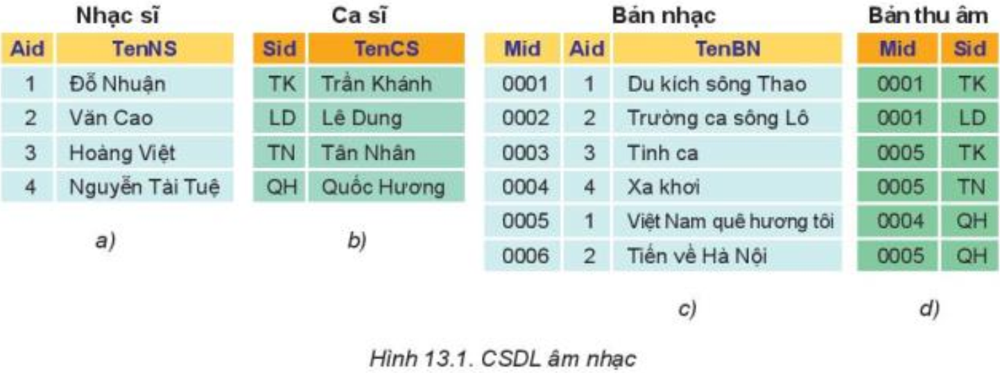 Nhạc sĩ
Aid TenNS
1 Đỗ Nhuận
2 Văn Cao
3 Hoàng Việt
4 Nguyễn Tài Tuệ
a)
Ca sĩ
Sid TenCS
TK Trần Khánh
LD Lê Dung
TN Tân Nhân
QH Quốc Hương
b)
Bản nhạc
Mid Aid TenBN
0001 1 Du kích sông Thao
0002 2 Trường ca sông Lô
0003 3 Tình ca
0004 4 Xa khơi
0005 1 Việt Nam quê hương tôi
0006 2 Tiến về Hà Nội
c)
Bản thu âm
Mid Sid
0001 TK
0001 LD
0005 TK
0005 TN
0004 QH
0005 QH
d)
Hình 13.1. CSDL âm nhạc